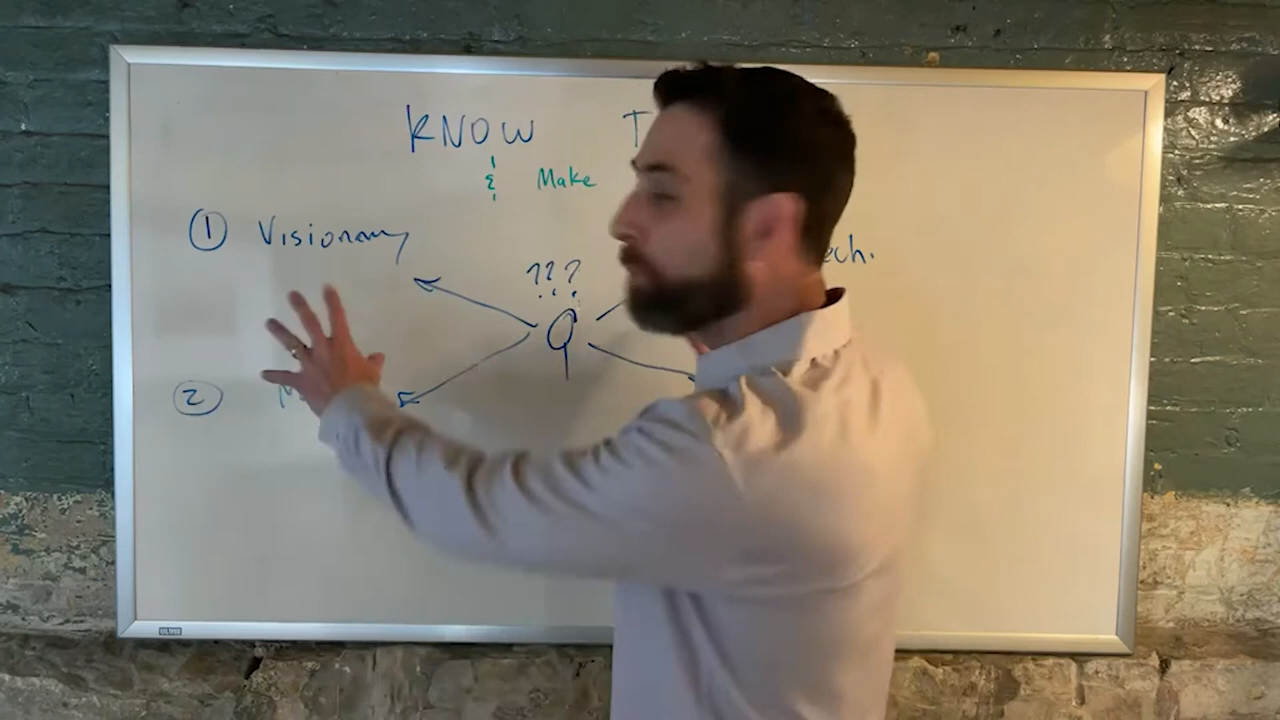 KNOW T
& Make
① Visionary
ech.
???
②